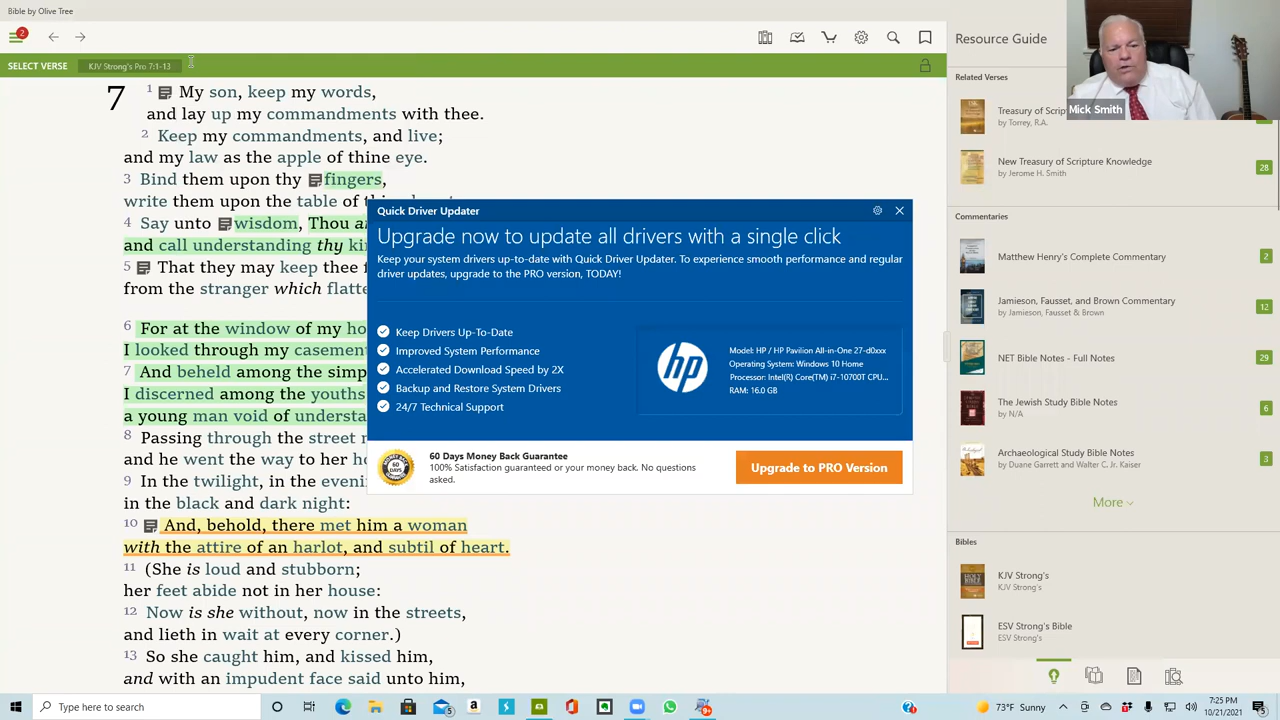 Bible by Olive Tree
2
Resource Guide
Mick Smith
SELECT VERSE
KJV Strong's Pro 7:1-13
7
1 My son, keep my words,
and lay up my commandments with thee.
2 Keep my commandments, and live;
and my law as the apple of thine eye.
3 Bind them upon thy fingers,
write them upon the table of
4 Say unto wisdom, Thou
and call understanding thy
5 That they may keep thee
from the stranger which
6 For at the window of my
I looked through my casement
7 And beheld among the
I discerned among the youths
a young man void of
8 Passing through the street
and he went the way to her
9 In the twilight, in the
in the black and dark night:
10 And, behold, there met him a woman
with the attire of an harlot, and subtil of heart.
11 (She is loud and stubborn;
her feet abide not in her house:
12 Now is she without, now in the streets,
and lieth in wait at every corner.)
13 So she caught him, and kissed him,
and with an impudent face said unto him,
Quick Driver Updater
Upgrade now to update all drivers with a single click
Keep your system drivers up-to-date with Quick Driver Updater. To experience smooth performance and regular
driver updates, upgrade to the PRO version, TODAY!
Keep Drivers Up-To-Date
Improved System Performance
Accelerated Download Speed by 2X
Backup and Restore System Drivers
24/7 Technical Support
hp
Model: HP / HP Pavilion All-in-One 27-d0xxx
Operating System: Windows 10 Home
Processor: Intel(R) Core(TM) i7-10700T CPU...
RAM: 16.0 GB
60 DAYS
60 Days Money Back Guarantee
100% Satisfaction guaranteed or your money back. No questions
asked.
Upgrade to PRO Version
Related Verses
Treasury of
by Torrey, R.A.
New Treasury of Scripture Knowledge
by Jerome H. Smith
28
Commentaries
Matthew Henry's Complete Commentary
2
Jamieson, Fausset, and Brown Commentary
by Jamieson, Fausset & Brown
12
NET Bible Notes - Full Notes
29
The Jewish Study Bible Notes
by N/A
6
Archaeological Study Bible Notes
by Duane Garrett and Walter C. Jr. Kaiser
3
More
Bibles
KJV Strong's
KJV Strong's
ESV Strong's Bible
ESV Strong's
Type here to search
73°F Sunny
7:25 PM
10/21/2021